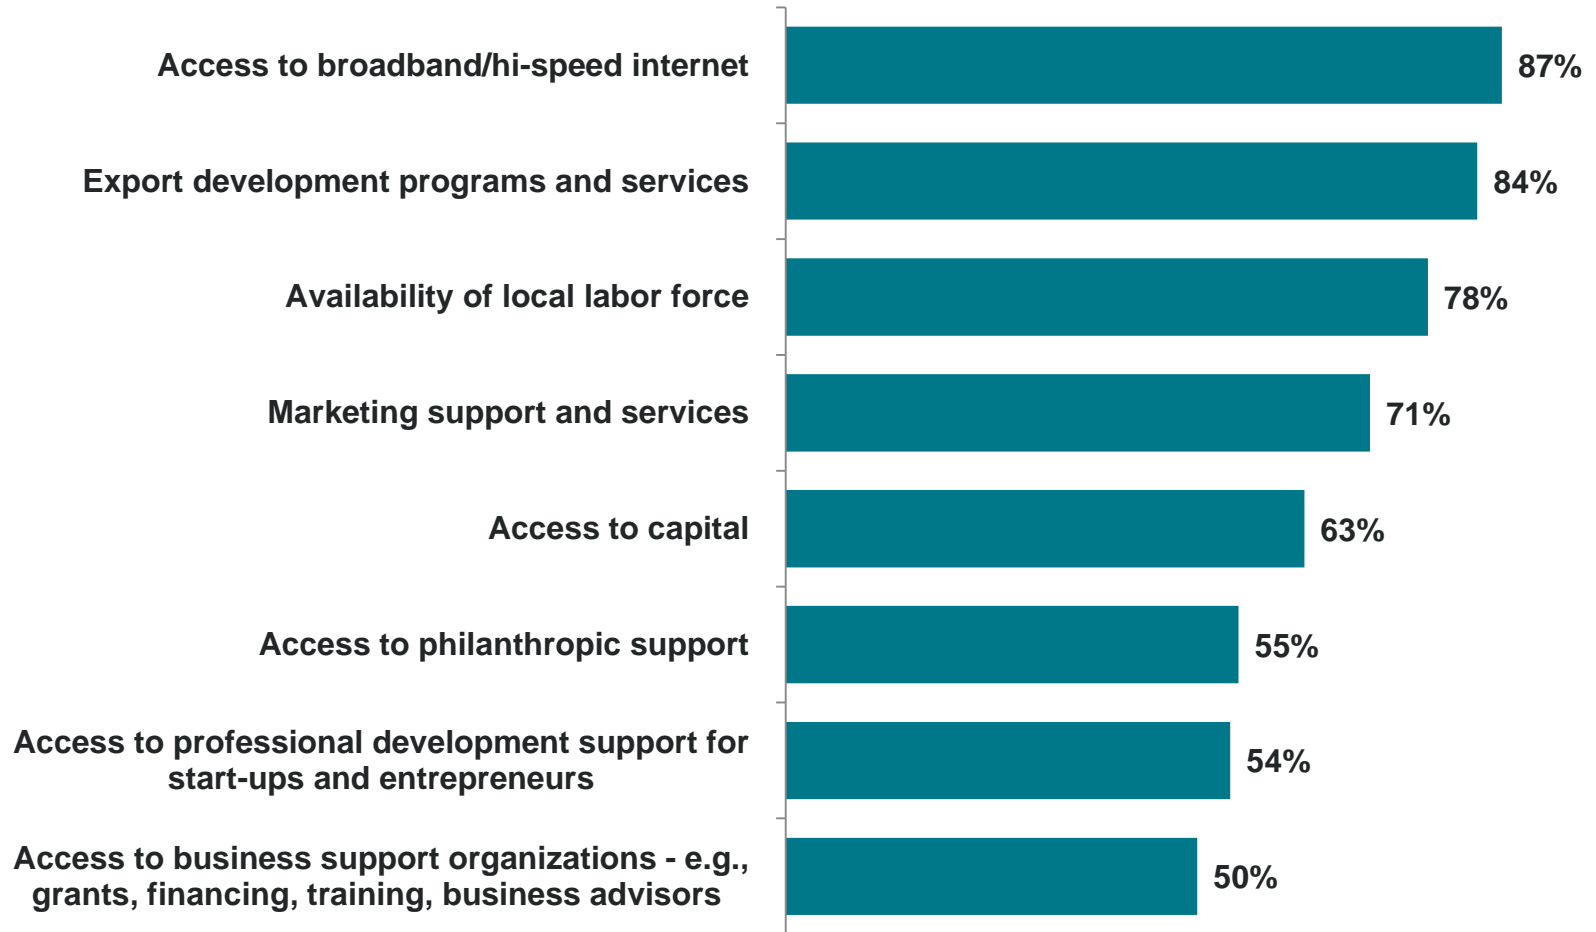 Access to broadband/hi-speed internet
87%
Export development programs and services
84%
Availability of local labor force
78%
Marketing support and services
71%
Access to capital
63%
Access to philanthropic support
55%
Access to professional development support for
start-ups and entrepreneurs
54%
Access to business support organizations - e.g.,
grants, financing, training, business advisors
50%